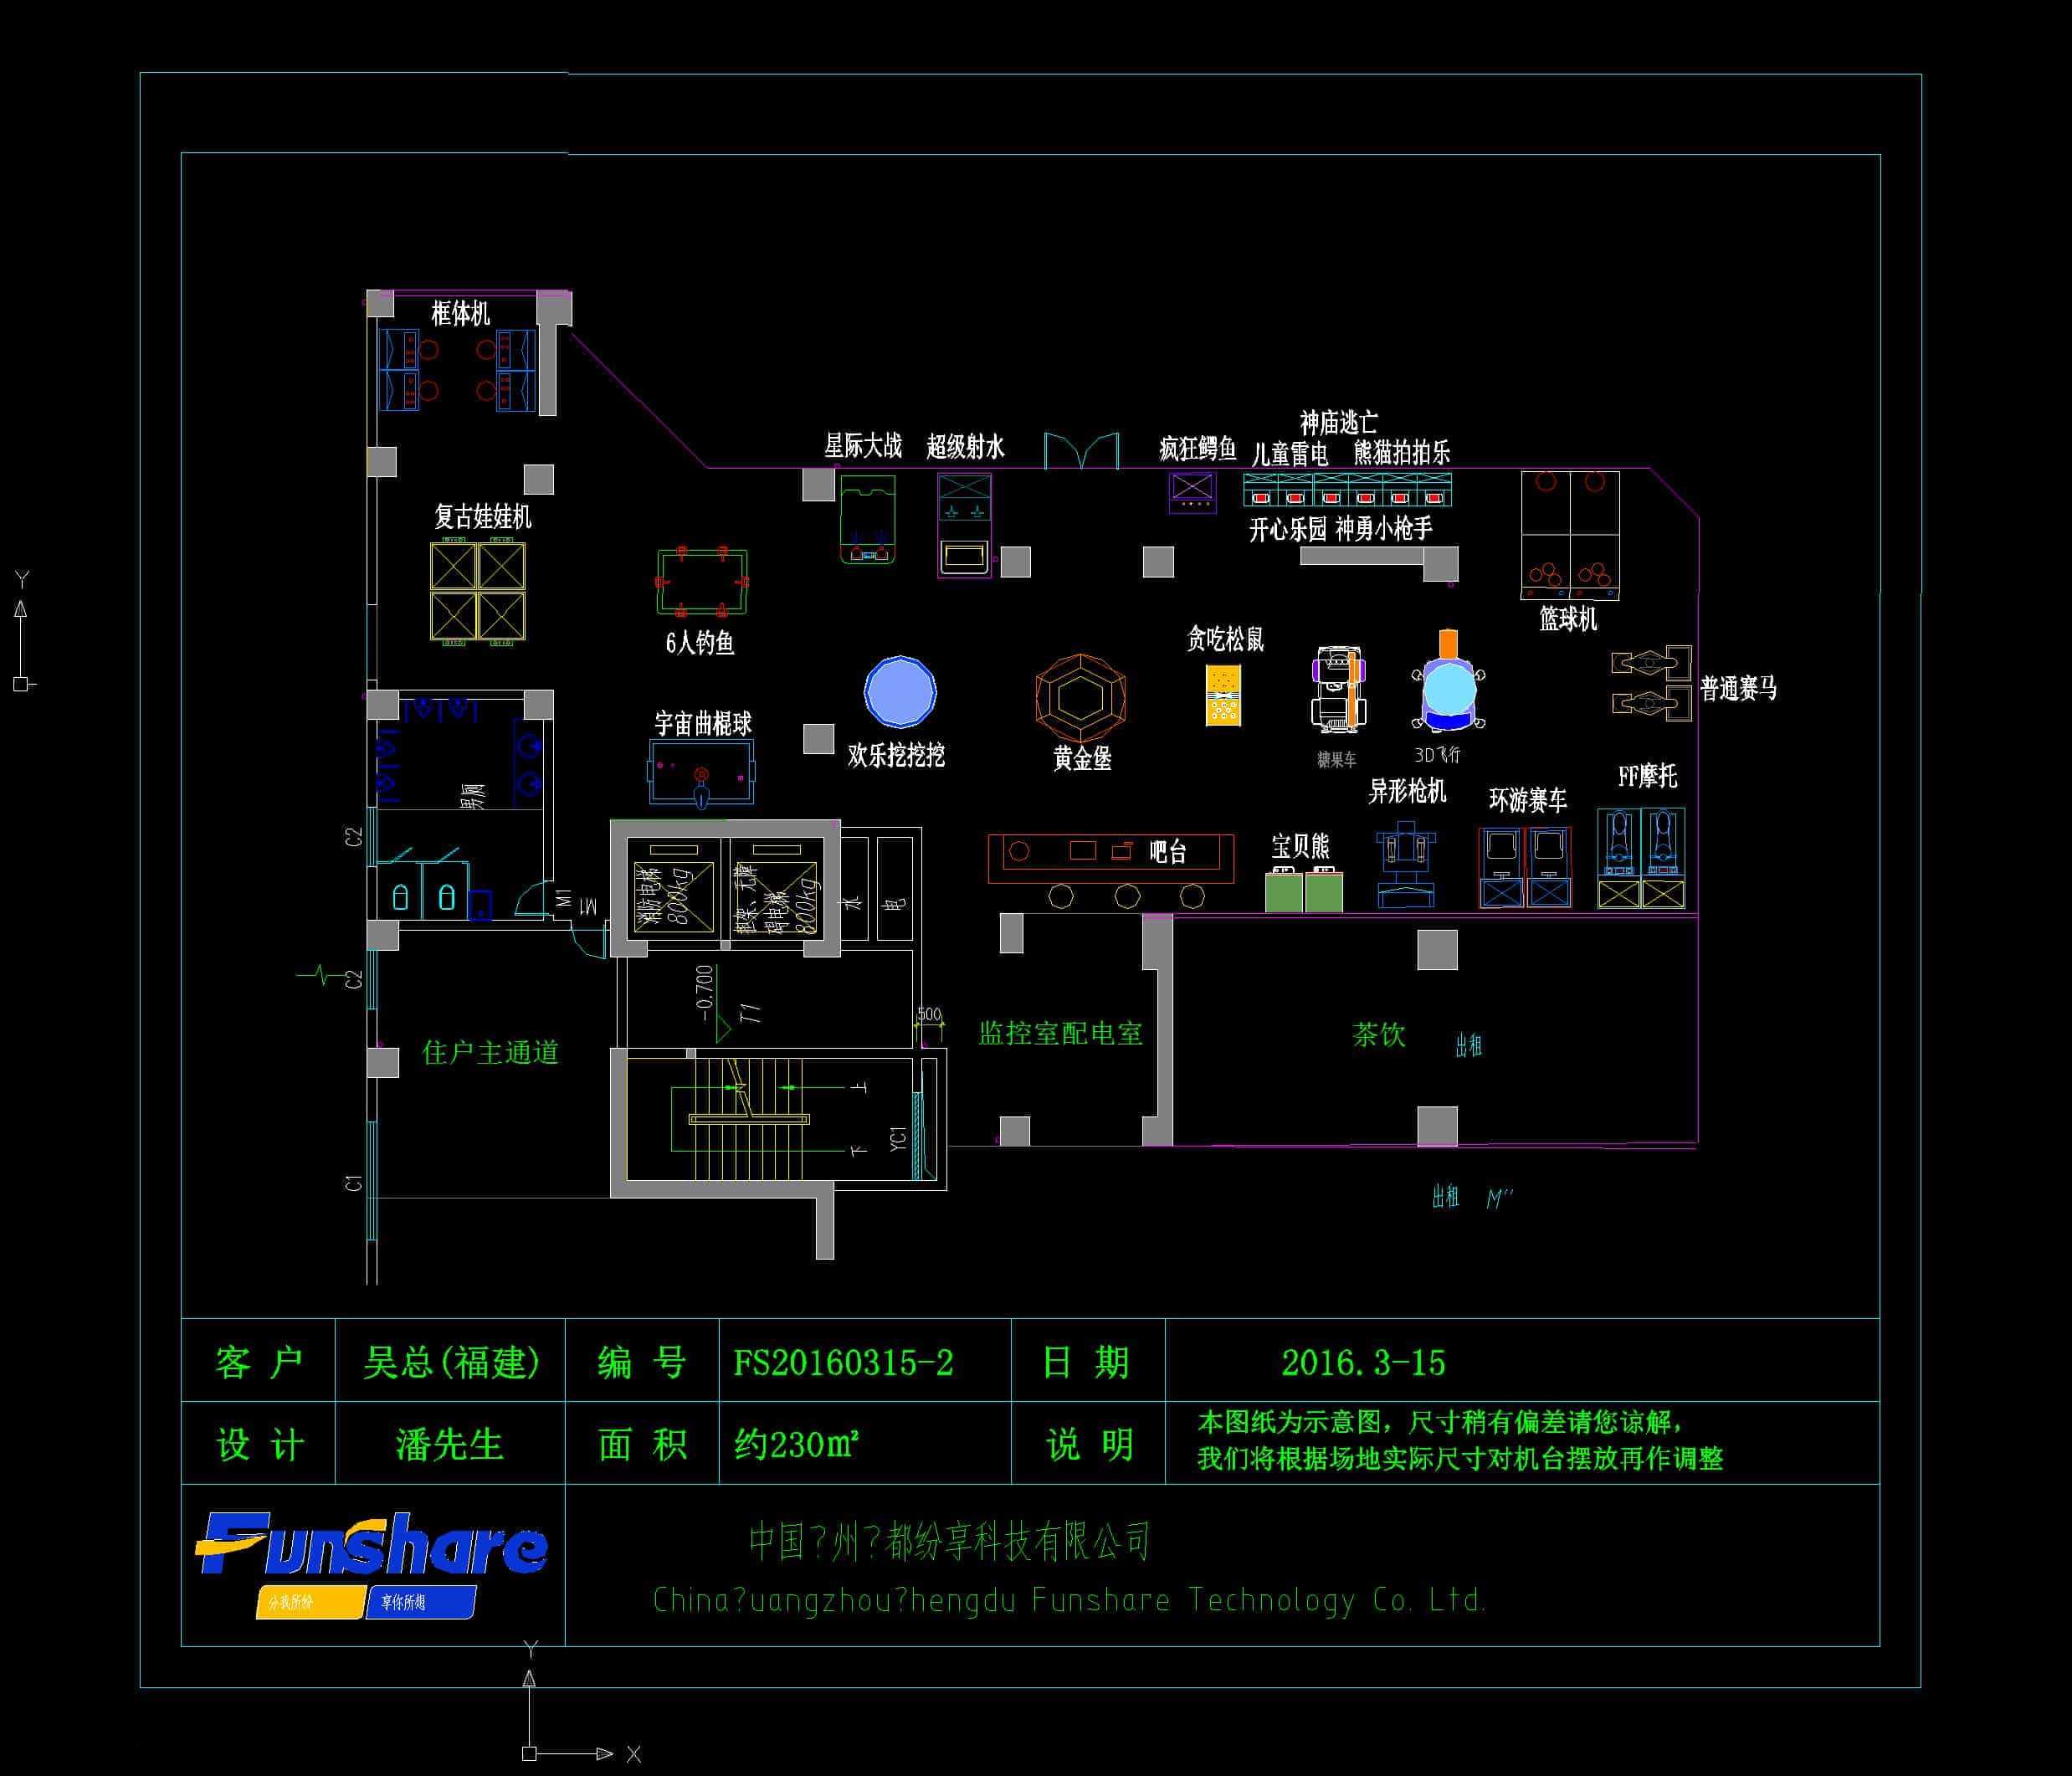 框体机
神庙逃亡
星际大战
超级射水
疯狂鳄鱼
儿童雷电
熊猫拍拍乐
复古娃娃机
开心乐园
神勇小枪手
Y
篮球机
6人钓鱼
贪吃松鼠
普通赛马
宇宙曲棍球
欢乐挖挖挖
黄金堡
糖果车
3D飞行
FF摩托
异形枪机
环游赛车
男厕
C2
吧台
宝贝熊
消防电梯
800kg
担架、无障
碍电梯
800kg
水
电
M1
M1
C2
-0.700
T1
500
住户主通道
监控室配电室
茶饮
出租
上
下
YC1
C1
出租
M''
客 户
吴总(福建)
编 号
FS20160315-2
日 期
2016.3-15
设 计
潘先生
面 积
约230㎡
说 明
本图纸为示意图，尺寸稍有偏差请您谅解，
我们将根据场地实际尺寸对机台摆放再作调整
Funshare
分我所纷
享你所想
中国?州?都纷享科技有限公司
China?uangzhou?hengdu Funshare Technology Co. Ltd.
Y
X